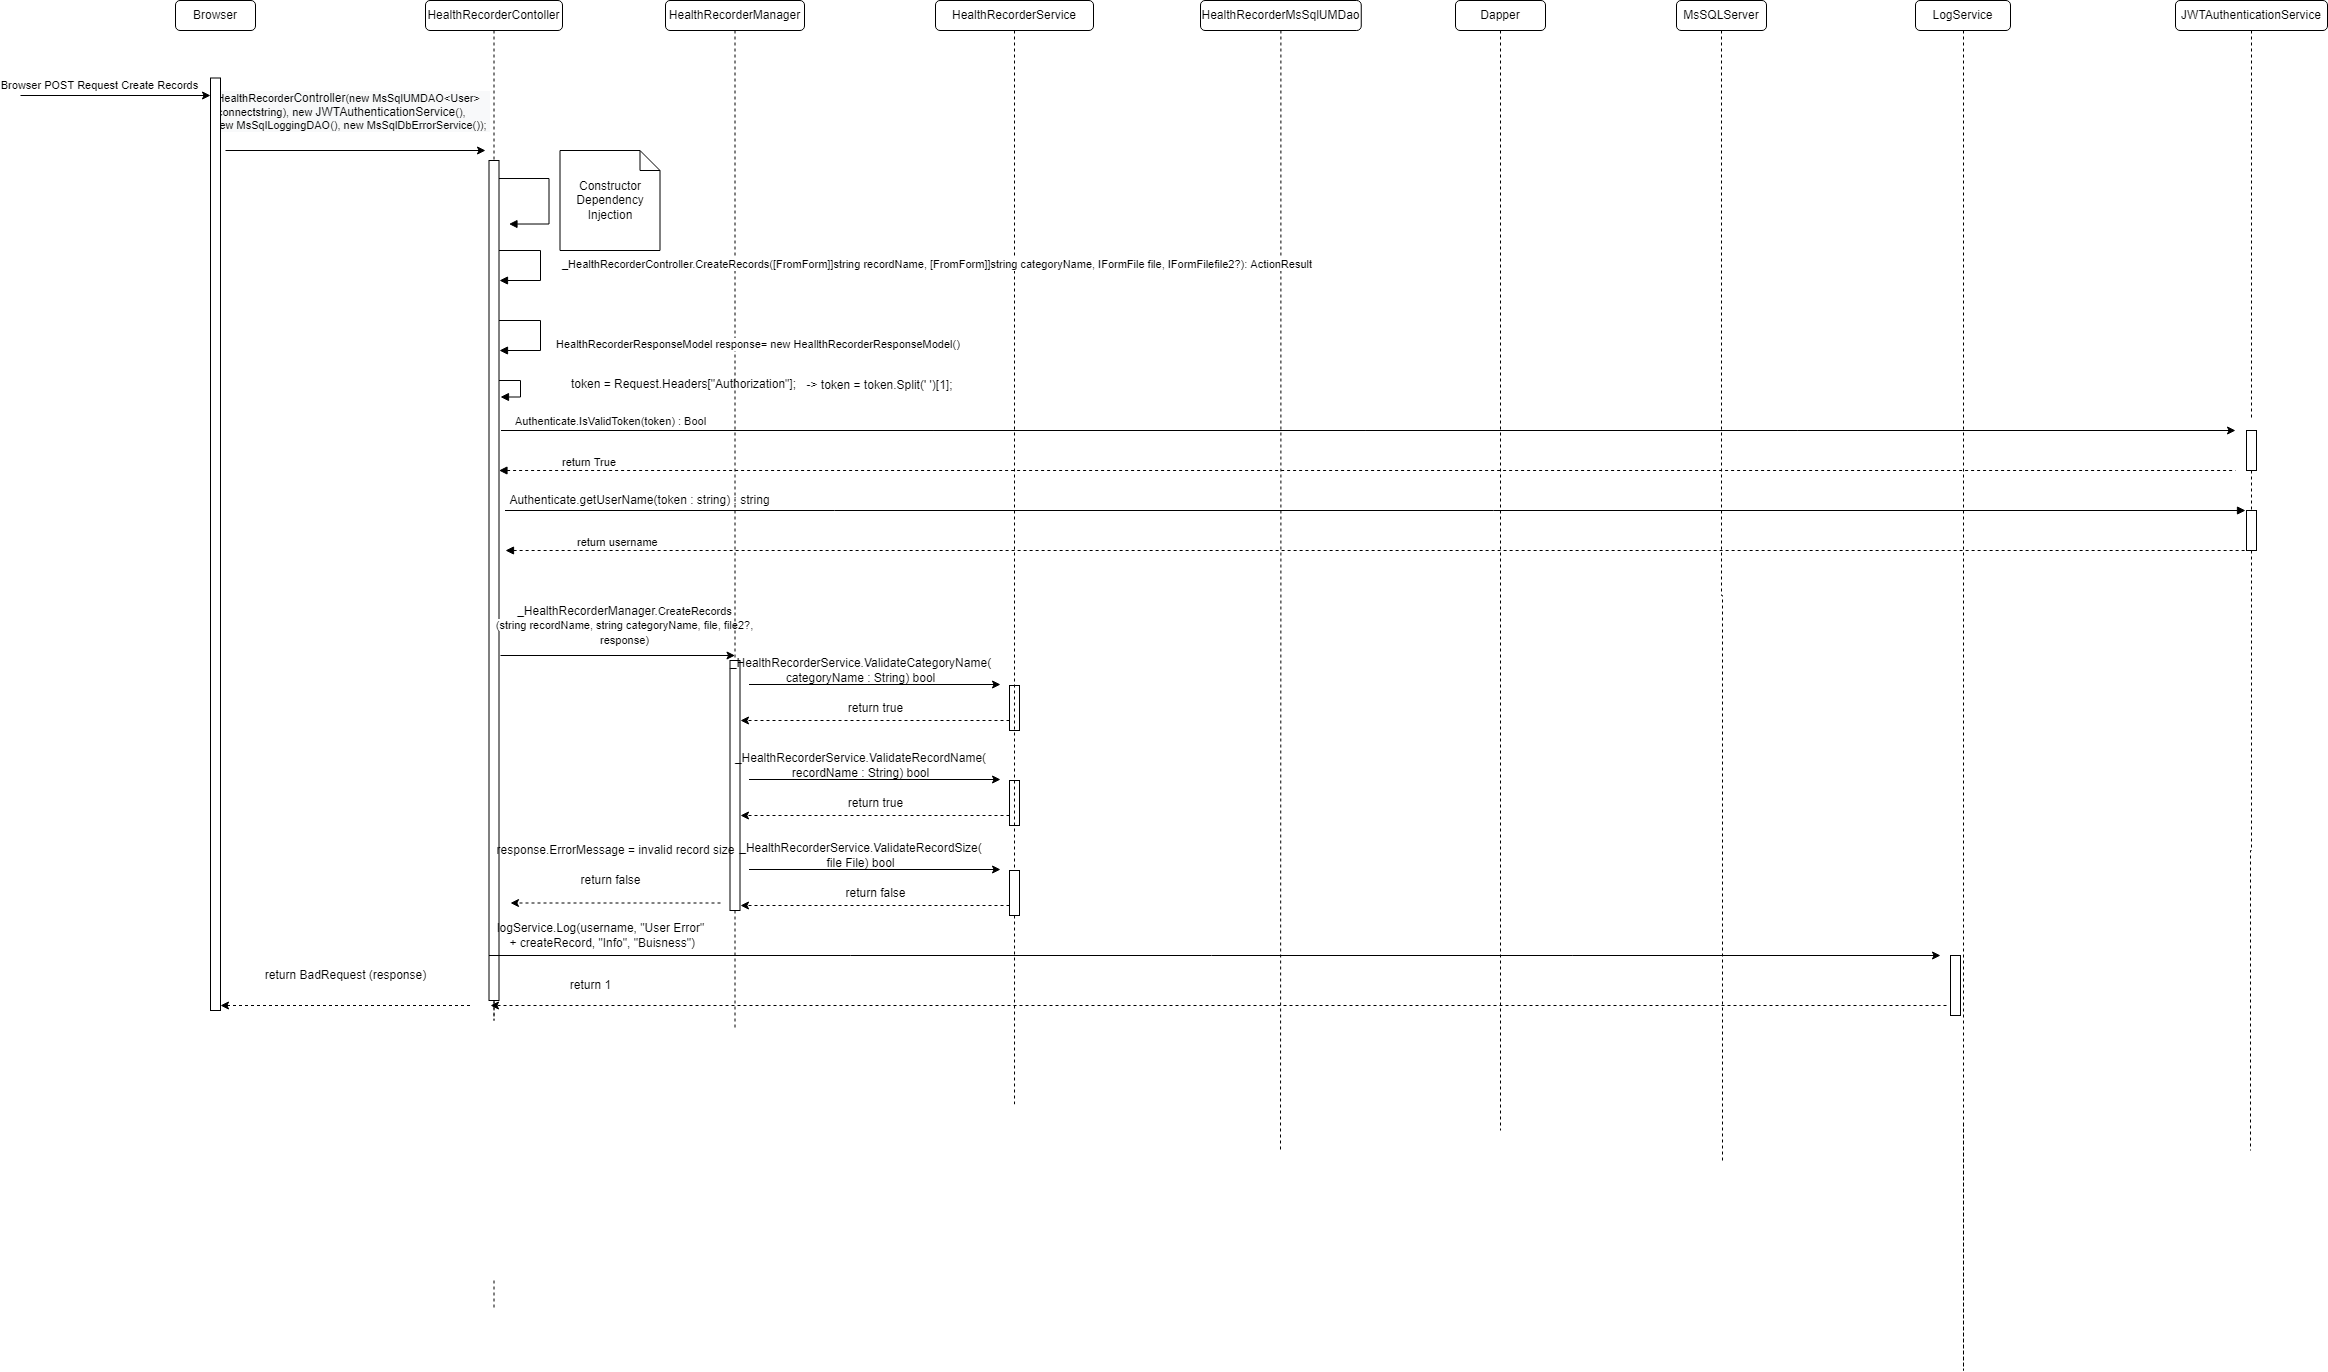 Browser
HealthRecorderContoller
HealthRecorderManager
HealthRecorderService
HealthRecorderMsSqlUMDao
Dapper
MsSQLServer
LogService
JWTAuthenticationService
Browser POST Request Create Records
HealthRecorderController(new MsSqlUMDAO<User>
connectstring), new JWTAuthenticationService(),
new MsSqlLoggingDAO(), new MsSqlDbErrorService());
Constructor
Dependency
Injection
_HealthRecorderController.CreateRecords([FromForm]]string recordName, [FromForm]]string categoryName, IFormFile file, IFormFilefile2?): ActionResult
HealthRecorderResponseModel response= new HeallthRecorderResponseModel()
token = Request.Headers["Authorization"]; -> token = token.Split(' ')[1];
Authenticate.IsValidToken(token) : Bool
return True
Authenticate.getUserName(token : string) : string
return username
_HealthRecorderManager.CreateRecords
(string recordName, string categoryName, file, file2?,
response)
_HealthRecorderService.ValidateCategoryName(
categoryName : String) bool
return true
_HealthRecorderService.ValidateRecordName(
recordName : String) bool
return true
response.ErrorMessage = invalid record size
_HealthRecorderService.ValidateRecordSize(
file File) bool
return false
return false
logService.Log(username, "User Error"
+ createRecord, "Info", "Buisness")
return BadRequest (response)
return 1